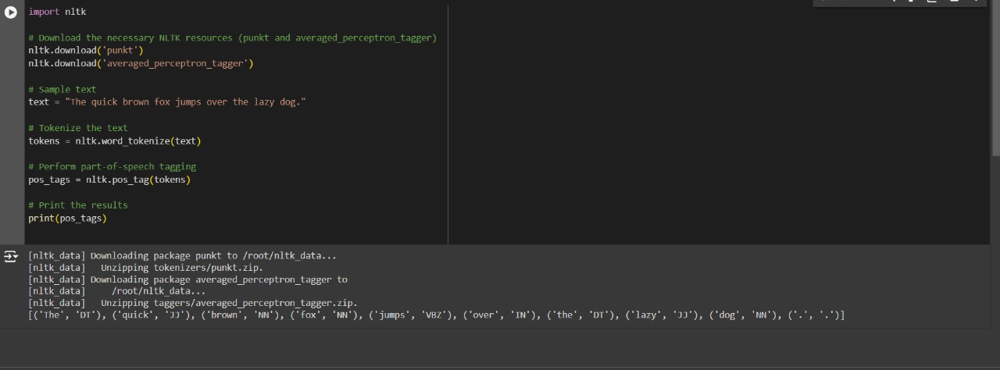 import nltk
# Download the necessary NLTK resources (punkt and averaged_perceptron_tagger)
nltk.download('punkt')
nltk.download('averaged_perceptron_tagger')
# Sample text
text = "The quick brown fox jumps over the lazy dog."
# Tokenize the text
tokens = nltk.word_tokenize(text)
# Perform part-of-speech tagging
pos_tags = nltk.pos_tag(tokens)
# Print the results
print(pos_tags)
[nltk_data] Downloading package punkt to /root/nltk_data...
[nltk_data]   Unzipping tokenizers/punkt.zip.
[nltk_data] Downloading package averaged_perceptron_tagger to
[nltk_data]     /root/nltk_data...
[nltk_data]   Unzipping taggers/averaged_perceptron_tagger.zip.
[('The', 'DT'), ('quick', 'JJ'), ('brown', 'NN'), ('fox', 'NN'), ('jumps', 'VBZ'), ('over', 'IN'), ('the', 'DT'), ('lazy', 'JJ'), ('dog', 'NN'), ('.', '.')]